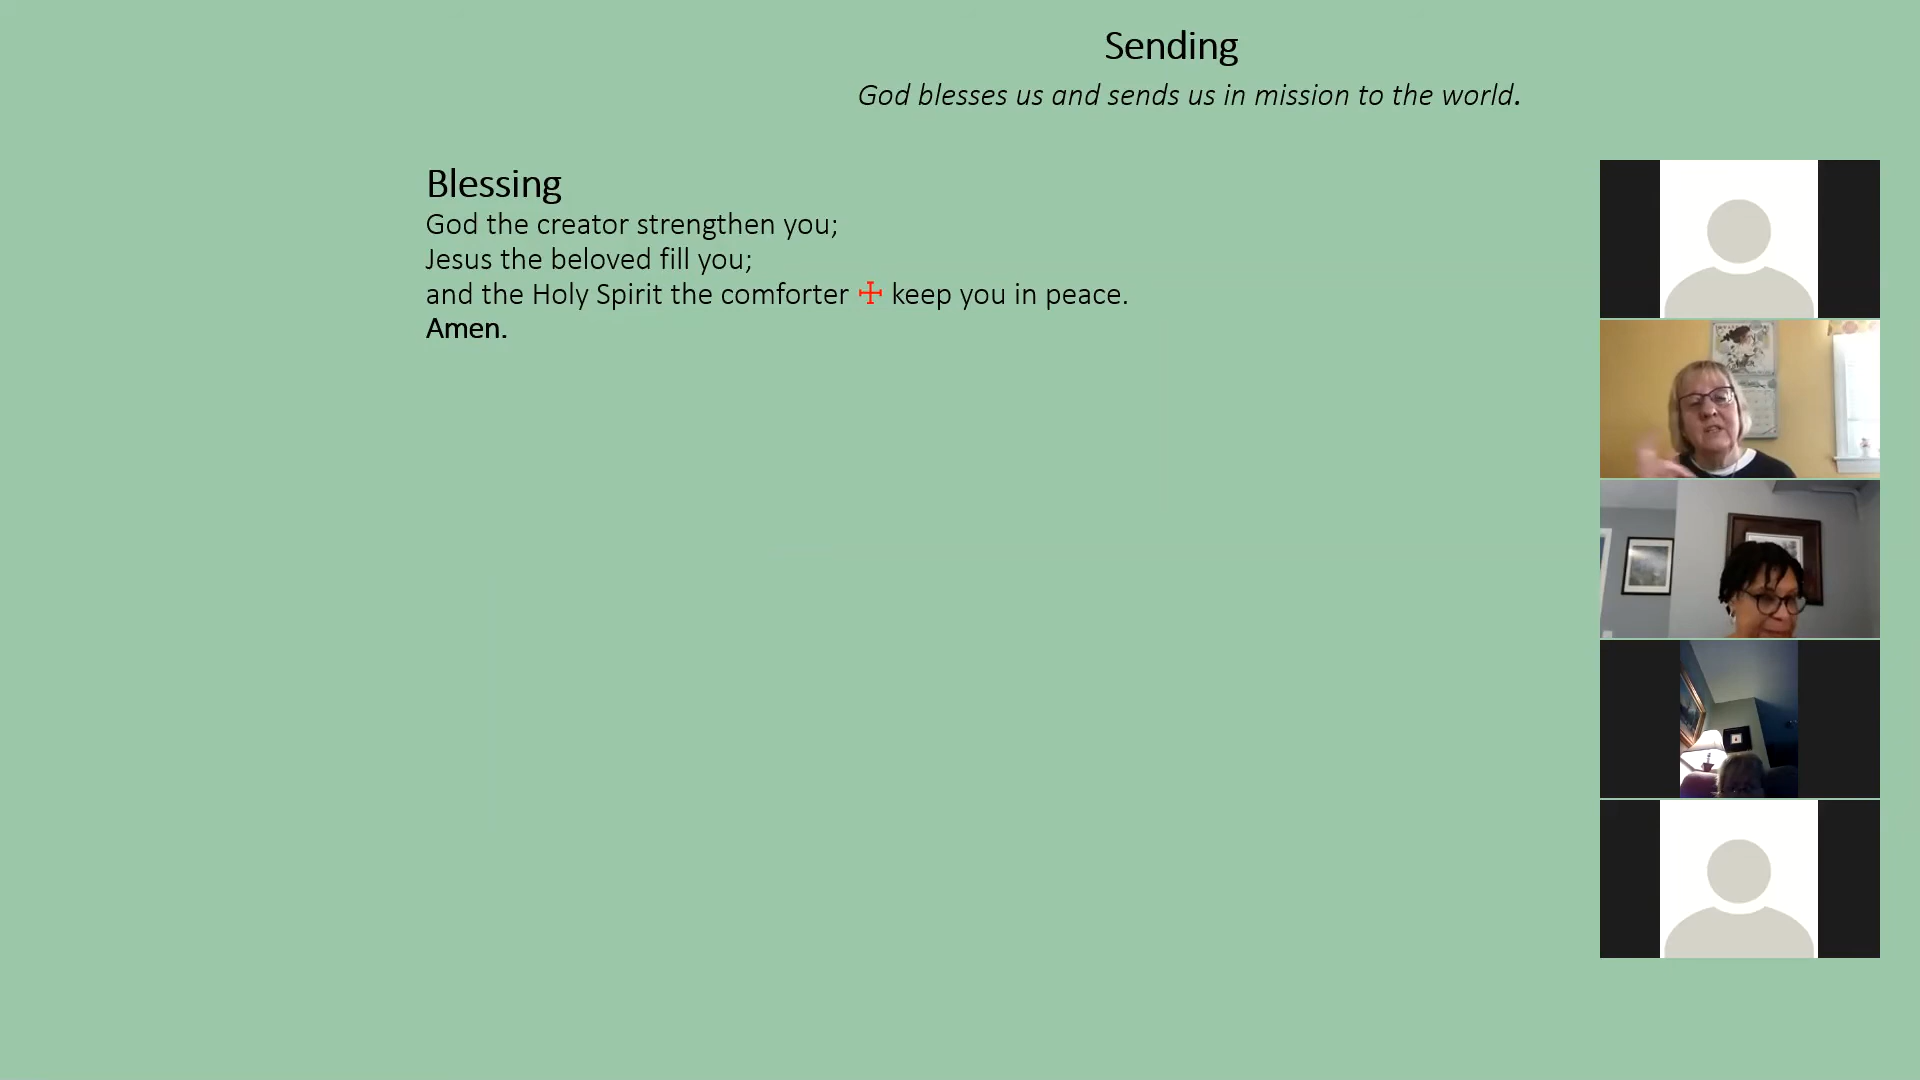 Sending
God blesses us and sends us in mission to the world.
Blessing
God the creator strengthen you;
Jesus the beloved fill you;
and the Holy Spirit the comforter ☩ keep you in peace.
Amen.